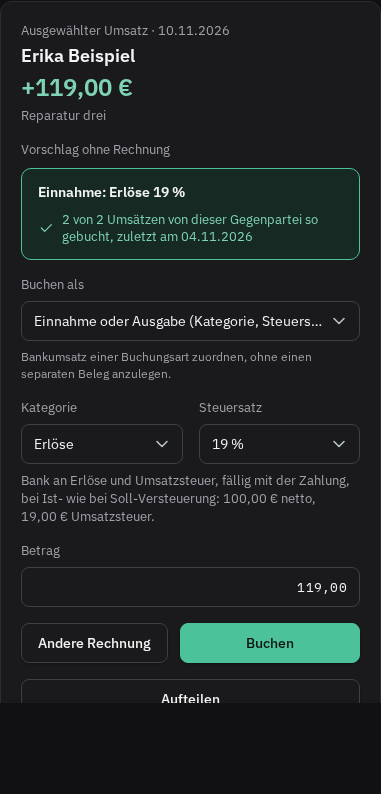 Ausgewählter Umsatz · 10.11.2026
Erika Beispiel
+119,00 €
Reparatur drei
Vorschlag ohne Rechnung
Einnahme: Erlöse 19 %
2 von 2 Umsätzen von dieser Gegenpartei so
gebucht, zuletzt am 04.11.2026
Buchen als
Einnahme oder Ausgabe (Kategorie, Steuers...
Bankumsatz einer Buchungsart zuordnen, ohne einen
separaten Beleg anzulegen.
Kategorie
Steuersatz
Erlöse
19 %
Bank an Erlöse und Umsatzsteuer, fällig mit der Zahlung,
bei Ist- wie bei Soll-Versteuerung: 100,00 € netto,
19,00 € Umsatzsteuer.
Betrag
119,00
Andere Rechnung
Buchen
Aufteilen